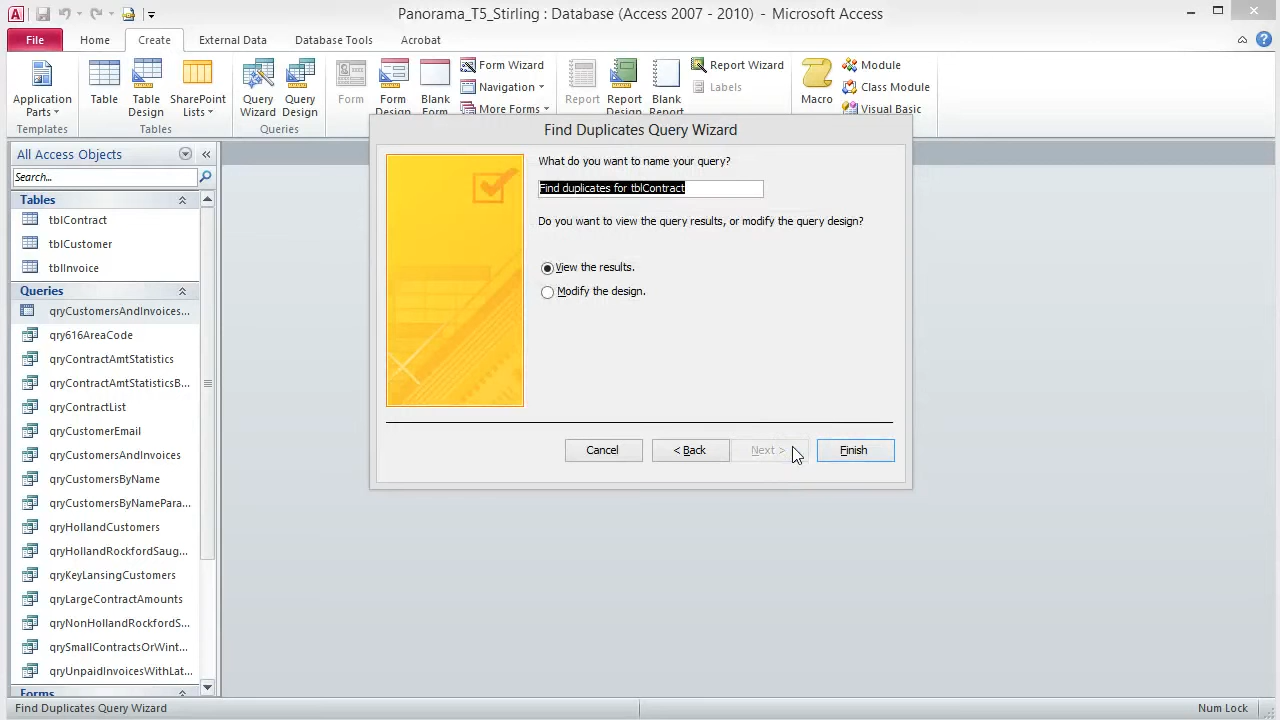 Panorama_T5_Stirling : Database (Access 2007 - 2010) - Microsoft Access
File Home Create External Data Database Tools Acrobat
Application Parts
Templates
Table
Table Design
SharePoint Lists
Tables
Query Wizard
Query Design
Queries
Form
Form Design
Blank Form
Form Wizard
Navigation
More Forms
Report
Report Design
Blank Report
Report Wizard
Labels
Macro
Module
Class Module
Visual Basic
All Access Objects
Search...
Tables
tblContract
tblCustomer
tblInvoice
Queries
qryCustomersAndInvoices...
qry616AreaCode
qryContractAmtStatistics
qryContractAmtStatisticsB...
qryContractList
qryCustomerEmail
qryCustomersAndInvoices
qryCustomersByName
qryCustomersByNamePara...
qryHollandCustomers
qryHollandRockfordSaug...
qryKeyLansingCustomers
qryLargeContractAmounts
qryNonHollandRockfordS...
qrySmallContractsOrWint...
qryUnpaidInvoicesWithLat...
Forms
Find Duplicates Query Wizard
What do you want to name your query?
Find duplicates for tblContract
Do you want to view the query results, or modify the query design?
View the results.
Modify the design.
Cancel < Back Next > Finish
Find Duplicates Query Wizard
Num Lock